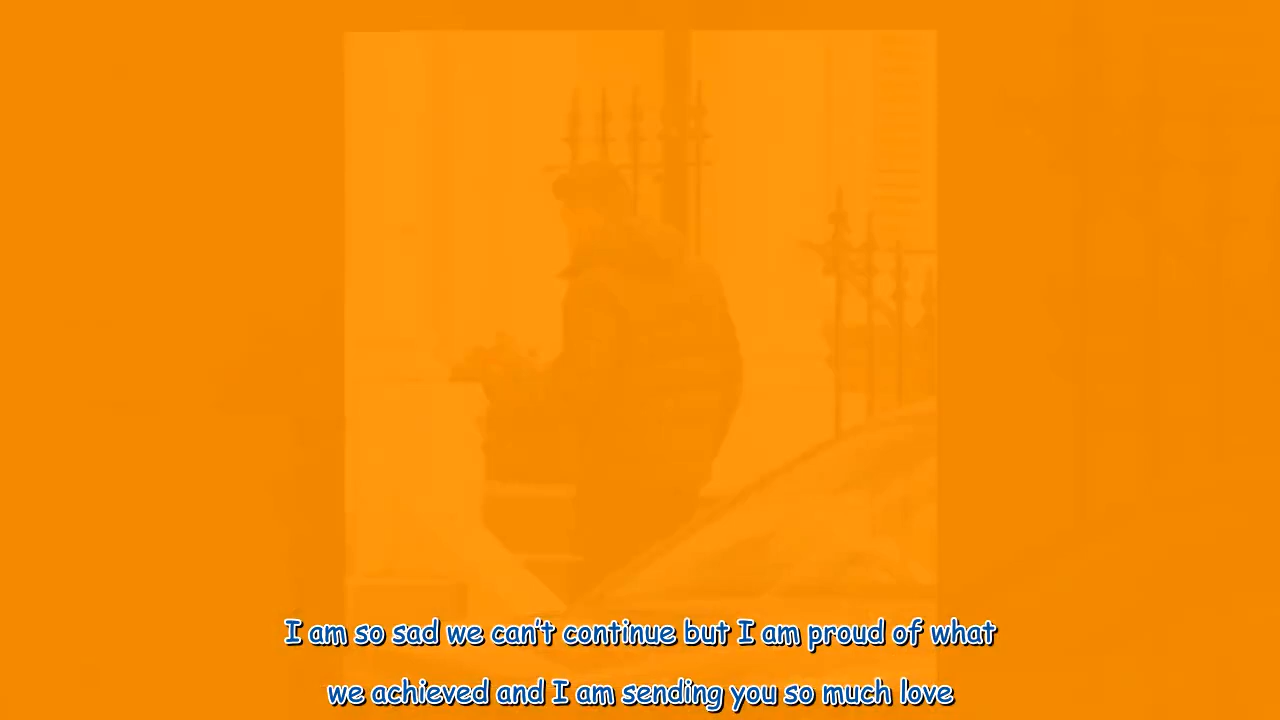 I am so sad we can't continue but I am proud of what
we achieved and I am sending you so much love